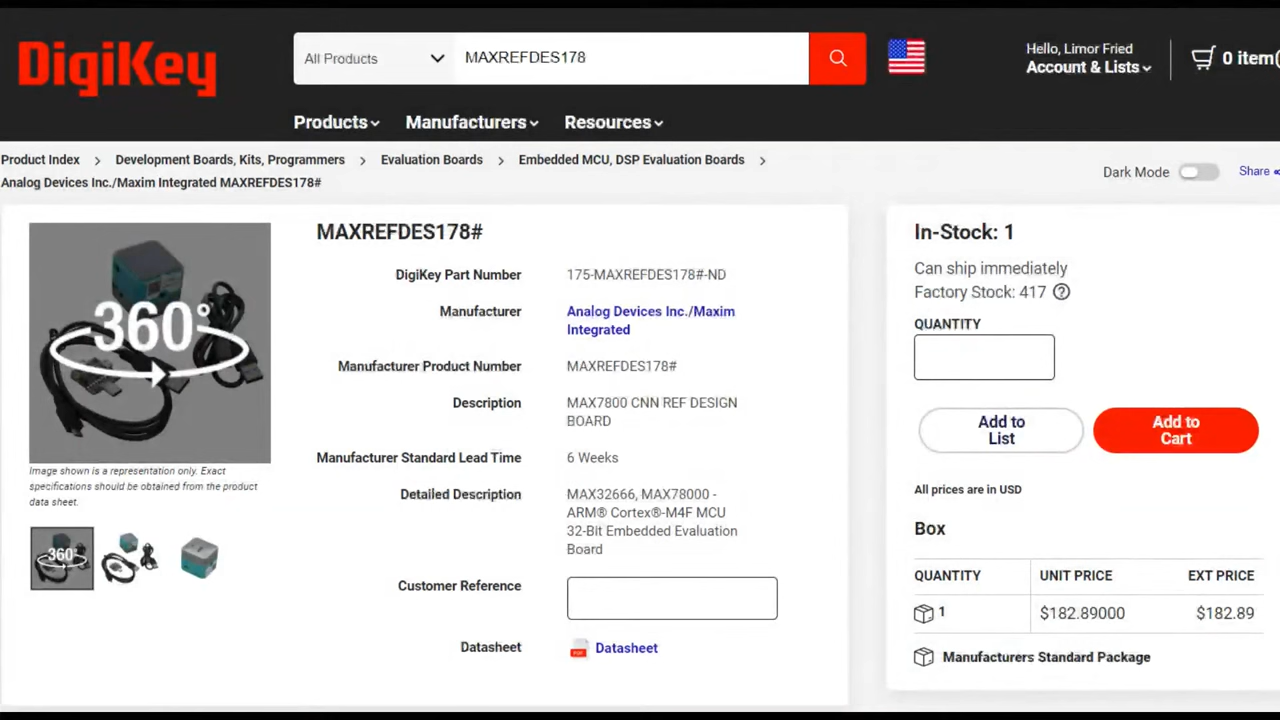 DigiKey
All Products
MAXREFDES178
Hello, Limor Fried
Account & Lists
0 item(
Products
Manufacturers
Resources
Product Index > Development Boards, Kits, Programmers > Evaluation Boards > Embedded MCU, DSP Evaluation Boards >
Analog Devices Inc./Maxim Integrated MAXREFDES178#
Dark Mode
Share
360°
Image shown is a representation only. Exact
specifications should be obtained from the product
data sheet.
360°
MAXREFDES178#
DigiKey Part Number 175-MAXREFDES178#-ND
Manufacturer Analog Devices Inc./Maxim
Integrated
Manufacturer Product Number MAXREFDES178#
Description MAX7800 CNN REF DESIGN
BOARD
Manufacturer Standard Lead Time 6 Weeks
Detailed Description MAX32666, MAX78000 -
ARM® Cortex®-M4F MCU
32-Bit Embedded Evaluation
Board
Customer Reference
Datasheet PDF Datasheet
In-Stock: 1
Can ship immediately
Factory Stock: 417 ?
QUANTITY
Add to
List
Add to
Cart
All prices are in USD
Box
QUANTITY UNIT PRICE EXT PRICE
1 $182.89000 $182.89
Manufacturers Standard Package